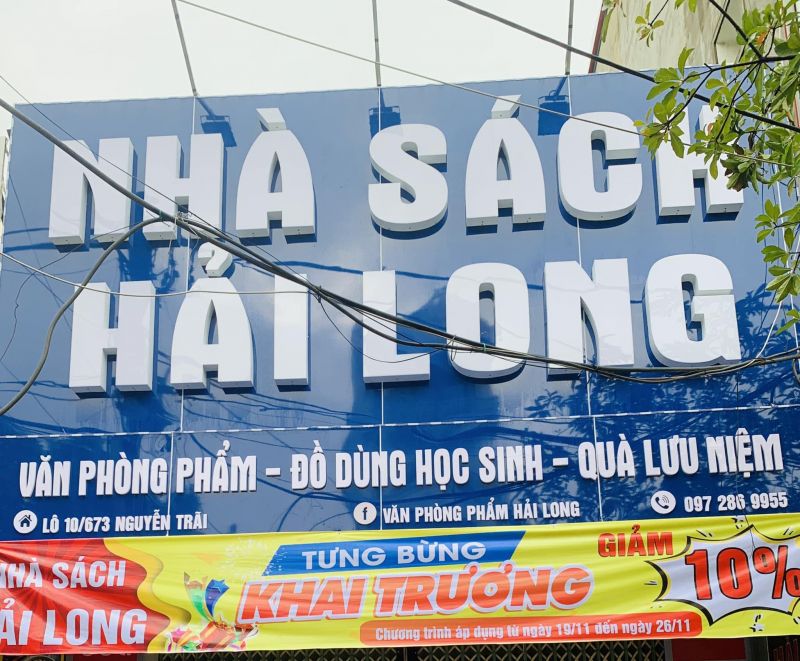 NHÀ SÁCH
HẢI LONG
VĂN PHÒNG PHẨM - ĐỒ DÙNG HỌC SINH - QUÀ LƯU NIỆM
LÔ 10/673 NGUYỄN TRÃI
VĂN PHÒNG PHẨM HẢI LONG
097 286 9955
NHÀ SÁCH
HẢI LONG
TƯNG BỪNG
KHAI TRƯƠNG
Chương trình áp dụng từ ngày 19/11 đến ngày 26/11
GIẢM
10%